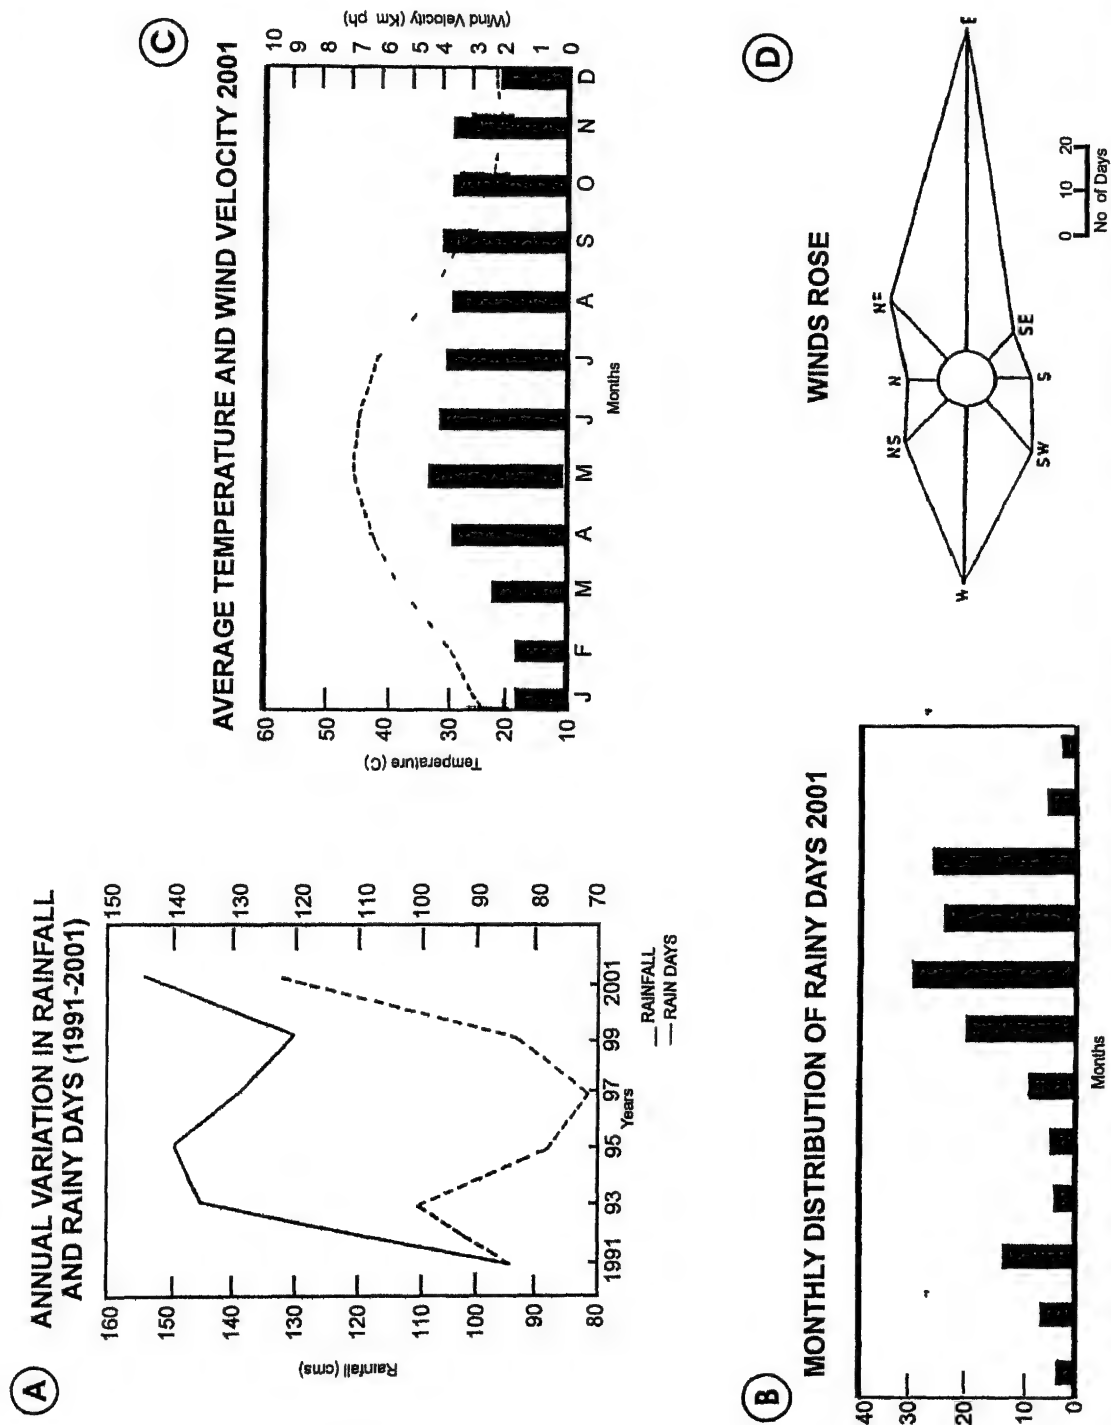 A
ANNUAL VARIATION IN RAINFALL
AND RAINY DAYS (1991-2001)
160 150 140 130 120 110 100 90 80
Rainfall (cms)
150 140 130 120 110 100 90 80 70
1991 93 95 97 99 2001
Years
RAINFALL
RAIN DAYS
B
MONTHLY DISTRIBUTION OF RAINY DAYS 2001
40 30 20 10 0
Months
C
AVERAGE TEMPERATURE AND WIND VELOCITY 2001
60 50 40 30 20 10
Temperature (C)
10 9 8 7 6 5 4 3 2 1 0
(Wind Velocity (Km ph)
J F M A M J J A S O N D
Months
D
WINDS ROSE
NS N NE
W E
SW S SE
0 10 20
No of Days